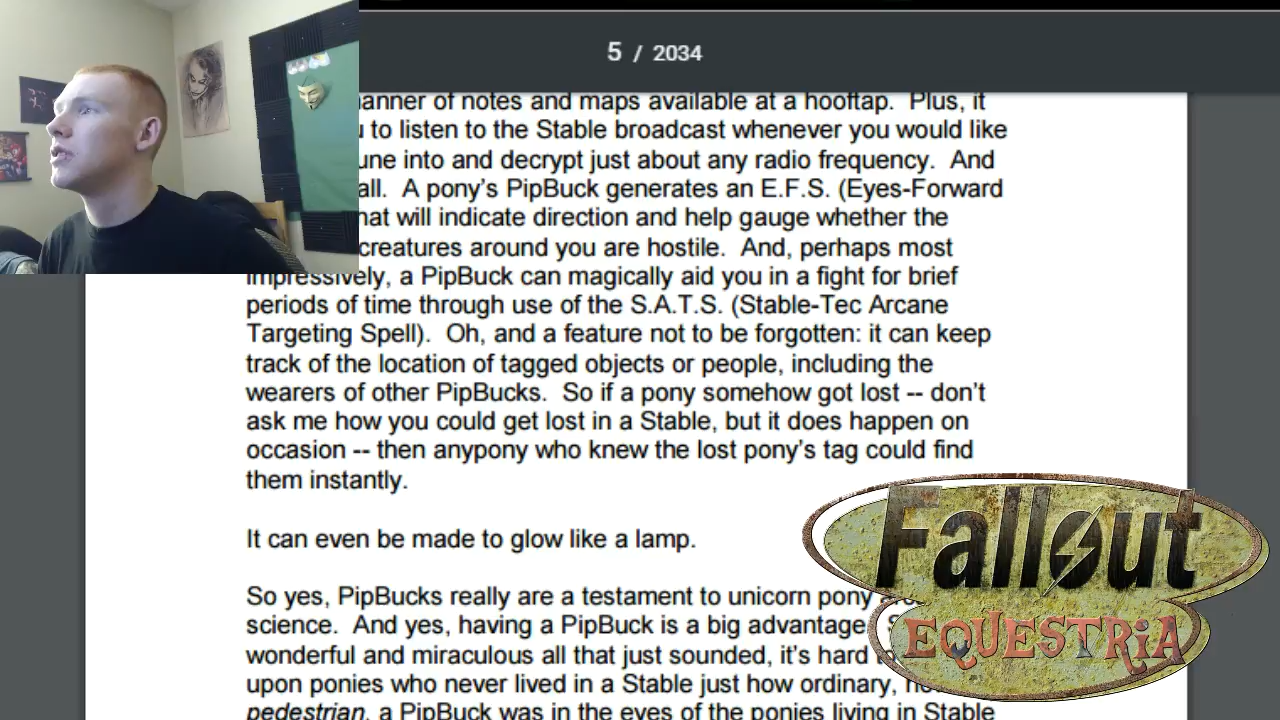 5 / 2034
anner of notes and maps available at a hooftap. Plus, it
to listen to the Stable broadcast whenever you would like
une into and decrypt just about any radio frequency. And
all. A pony's PipBuck generates an E.F.S. (Eyes-Forward
hat will indicate direction and help gauge whether the
creatures around you are hostile. And, perhaps most
impressively, a PipBuck can magically aid you in a fight for brief
periods of time through use of the S.A.T.S. (Stable-Tec Arcane
Targeting Spell). Oh, and a feature not to be forgotten: it can keep
track of the location of tagged objects or people, including the
wearers of other PipBucks. So if a pony somehow got lost -- don't
ask me how you could get lost in a Stable, but it does happen on
occasion -- then anypony who knew the lost pony's tag could find
them instantly.
It can even be made to glow like a lamp.
So yes, PipBucks really are a testament to unicorn pony
science. And yes, having a PipBuck is a big advantage.
wonderful and miraculous all that just sounded, it's hard
upon ponies who never lived in a Stable just how ordinary,
pedestrian, a PipBuck was in the eyes of the ponies living in Stable
Fallout
EQUESTRiA